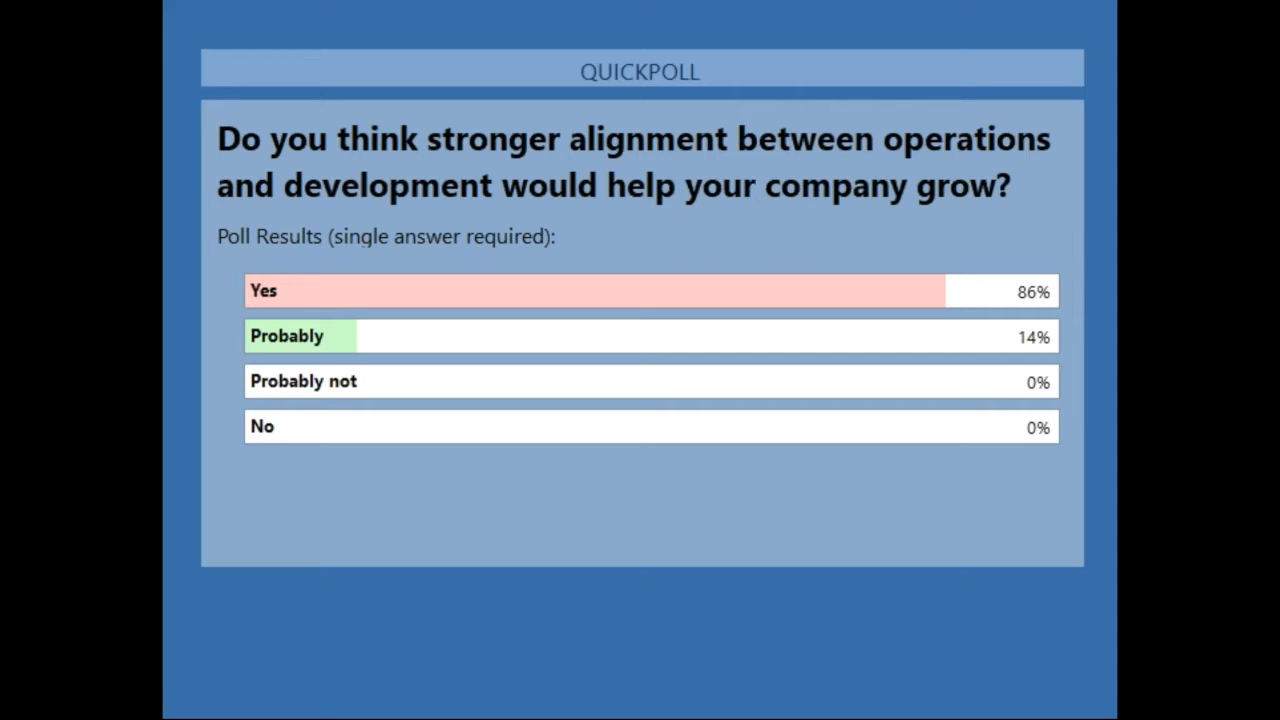 QUICKPOLL
Do you think stronger alignment between operations
and development would help your company grow?
Poll Results (single answer required):
Yes 86%
Probably 14%
Probably not 0%
No 0%